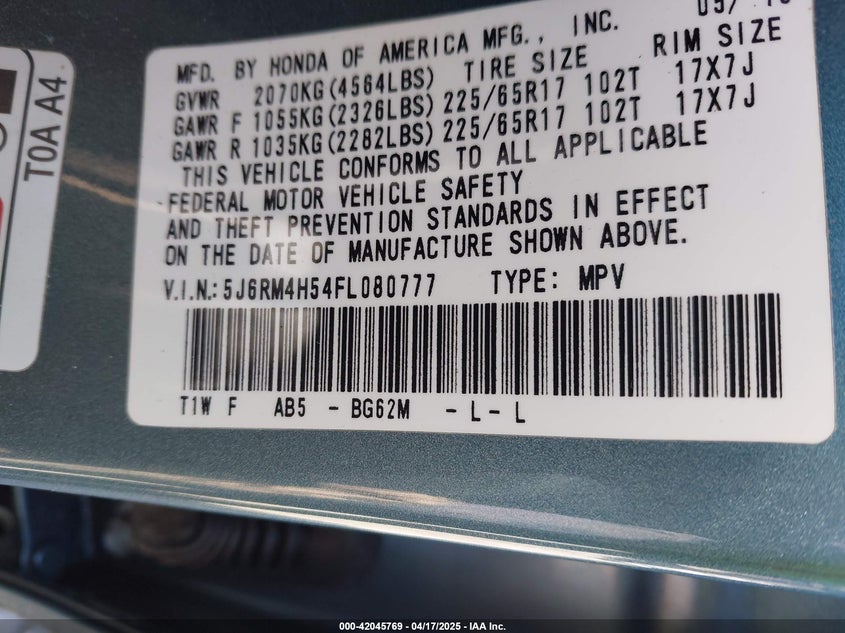 MFD. BY HONDA OF AMERICA MFG., INC.
GVWR 2070KG(4564LBS) TIRE SIZE RIM SIZE
GAWR F 1055KG(2326LBS) 225/65R17 102T 17X7J
GAWR R 1035KG(2282LBS) 225/65R17 102T 17X7J
THIS VEHICLE CONFORMS TO ALL APPLICABLE
FEDERAL MOTOR VEHICLE SAFETY
AND THEFT PREVENTION STANDARDS IN EFFECT
ON THE DATE OF MANUFACTURE SHOWN ABOVE.
V.I.N.: 5J6RM4H54FL080777 TYPE: MPV
T1W F AB5 - BG62M - L - L
T0A A4
000-42045769 - 04/17/2025 - IAA Inc.